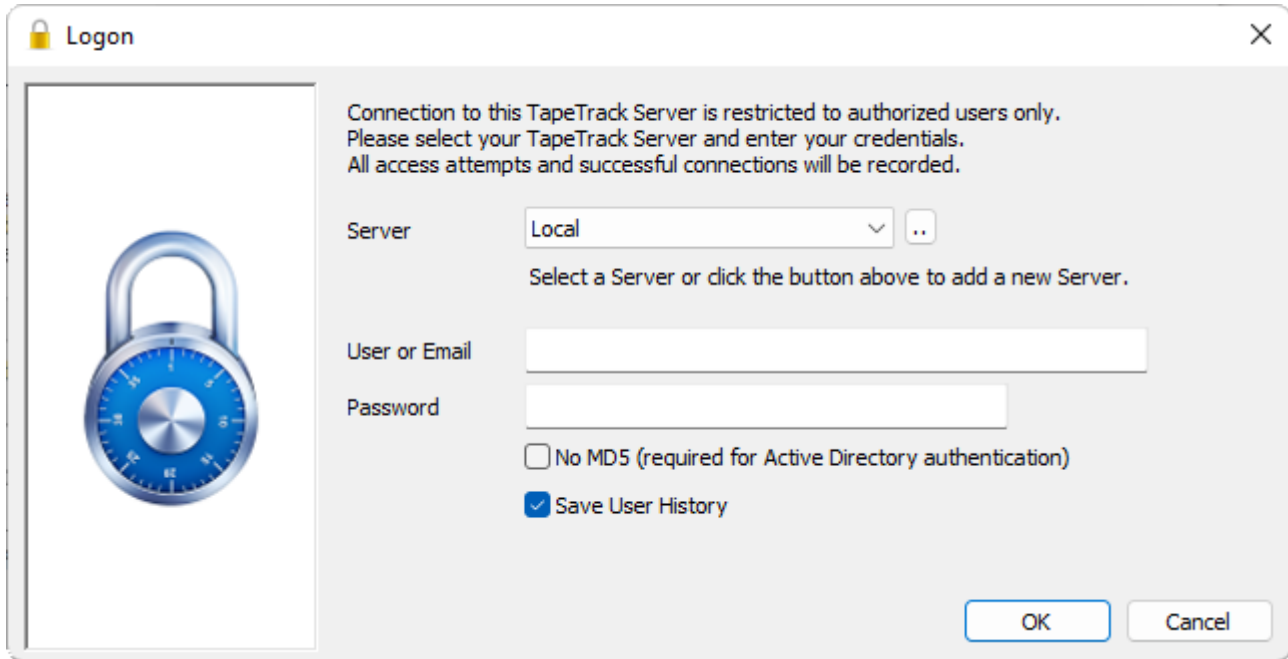 Logon
Connection to this TapeTrack Server is restricted to authorized users only.
Please select your TapeTrack Server and enter your credentials.
All access attempts and successful connections will be recorded.
Server
Local
..
Select a Server or click the button above to add a new Server.
User or Email
Password
No MD5 (required for Active Directory authentication)
Save User History
OK
Cancel